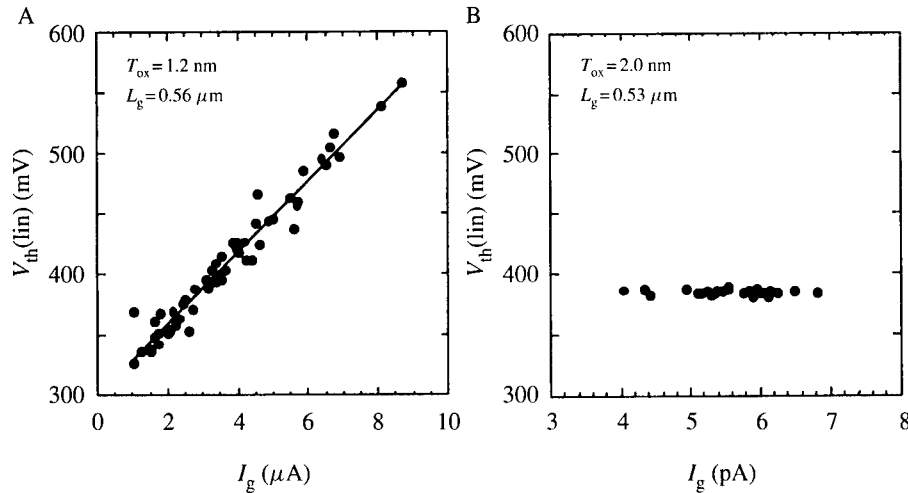 A
600
500
400
300
V_th(lin) (mV)
T_ox=1.2 nm
L_g=0.56 μm
0 2 4 6 8 10
I_g (μA)
B
600
500
400
300
V_th(lin) (mV)
T_ox=2.0 nm
L_g=0.53 μm
3 4 5 6 7 8
I_g (pA)